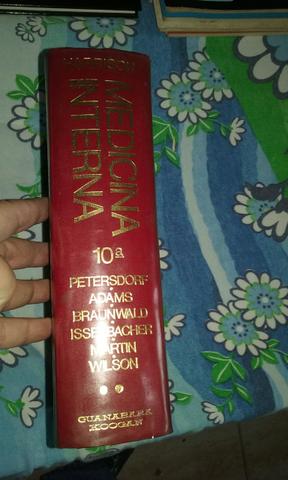 HARRISON
MEDICINA
INTERNA
10ª
PETERSDORF
ADAMS
BRAUNWALD
ISSELBACHER
MARTIN
WILSON
GUANABARA
KOOGAN